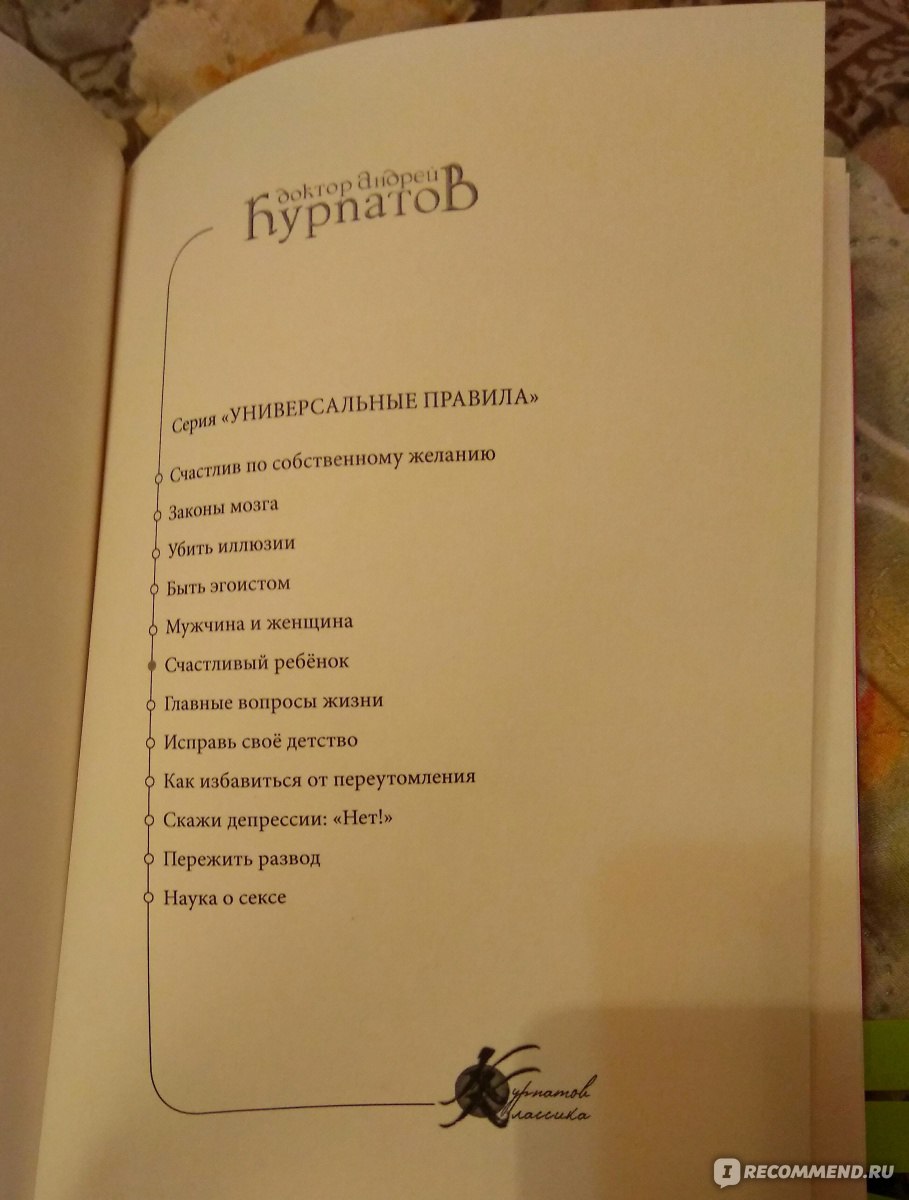 доктор Андрей
Курпатов
Серия «УНИВЕРСАЛЬНЫЕ ПРАВИЛА»
Счастлив по собственному желанию
Законы мозга
Убить иллюзии
Быть эгоистом
Мужчина и женщина
Счастливый ребёнок
Главные вопросы жизни
Исправь своё детство
Как избавиться от переутомления
Скажи депрессии: «Нет!»
Пережить развод
Наука о сексе
Курпатов
Классика
I RECOMMEND.RU